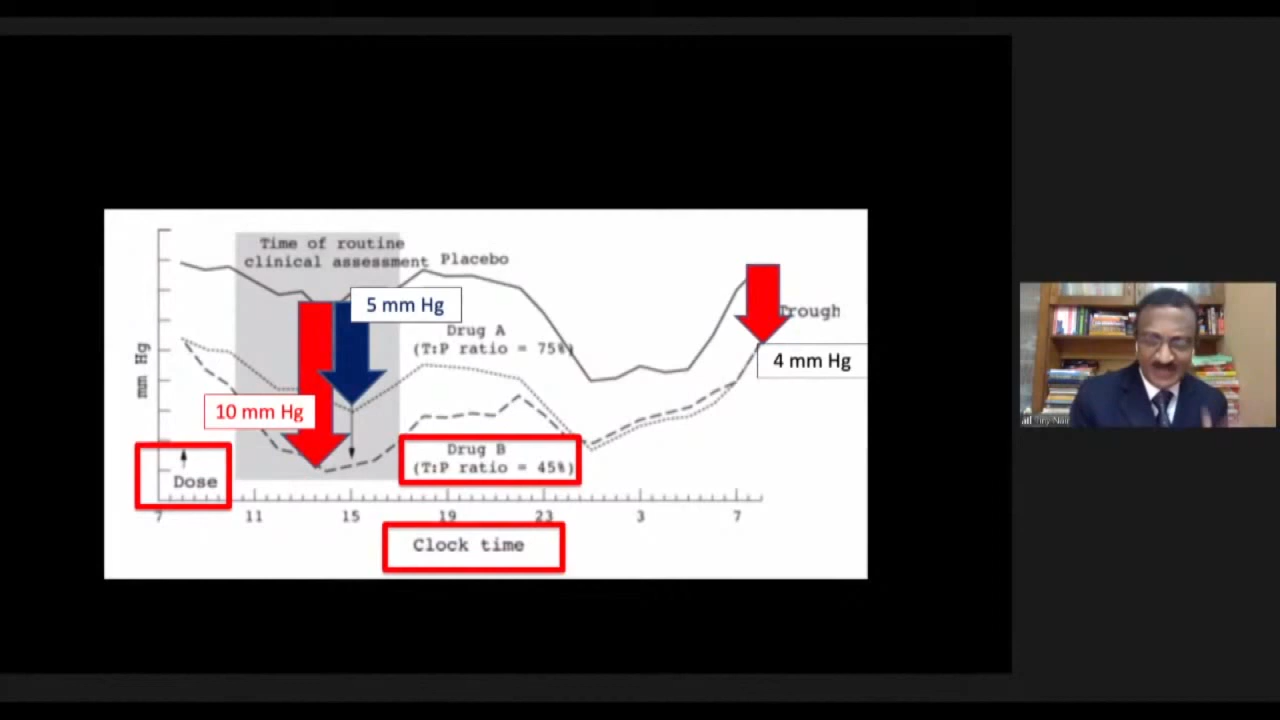 Time of routine
clinical assessment
Placebo
5 mm Hg
Trough
Drug A
(T:P ratio = 75%)
4 mm Hg
mm Hg
10 mm Hg
Drug B
(T:P ratio = 45%)
Dose
7 11 15 19 23 3 7
Clock time